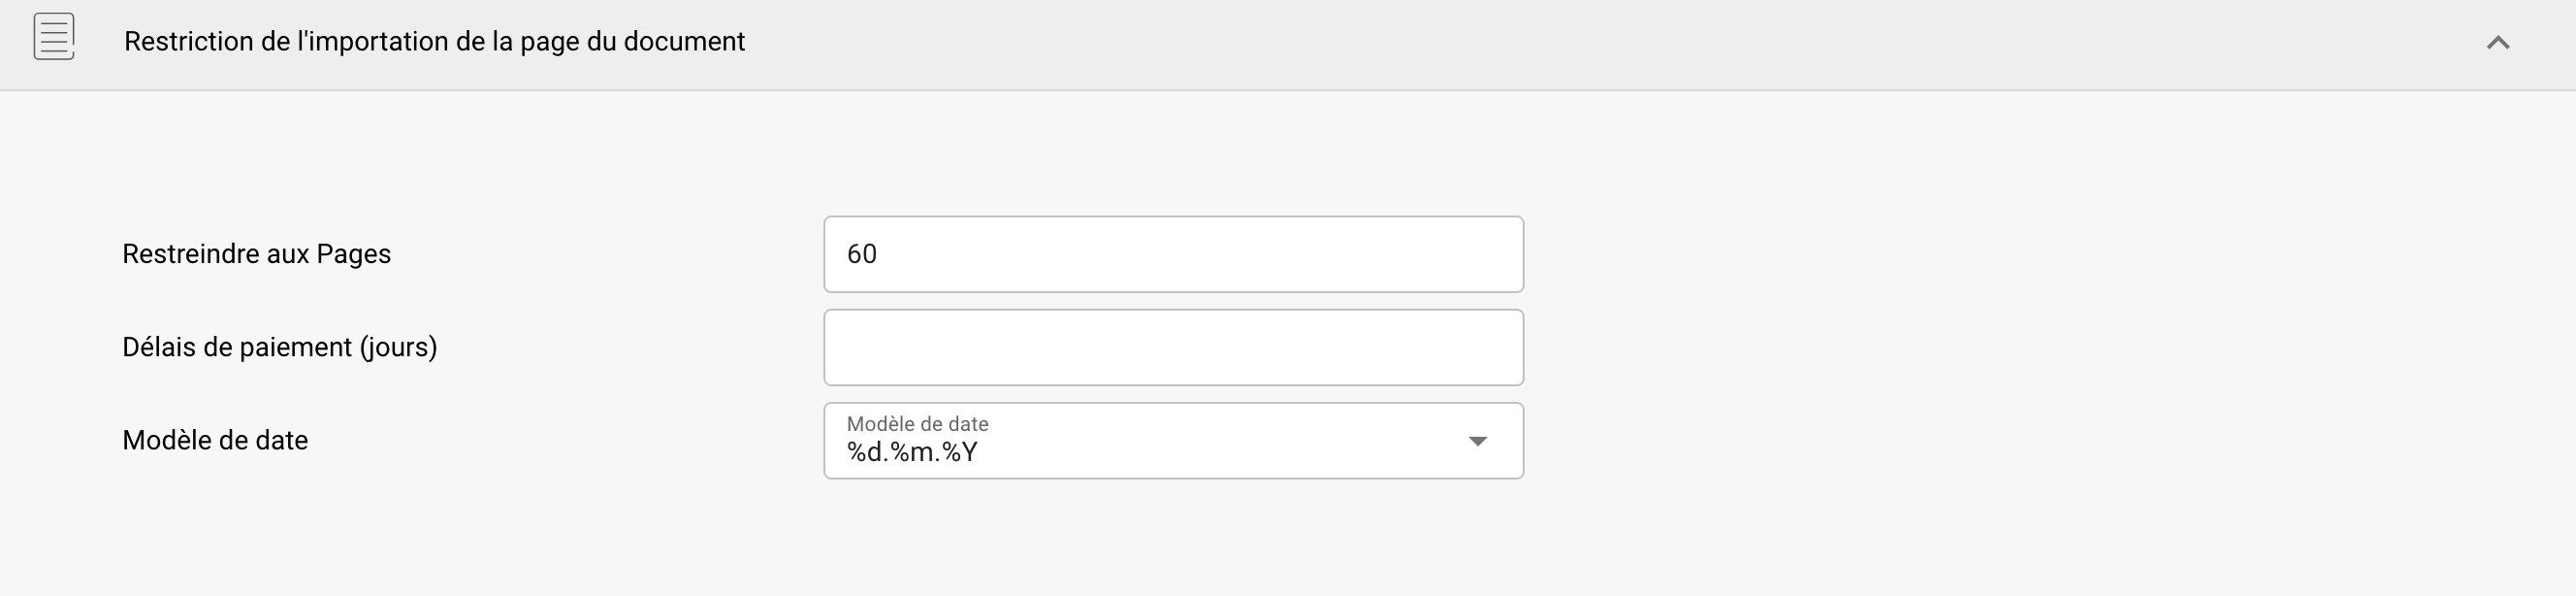 Restriction de l'importation de la page du document
Restreindre aux Pages
60
Délais de paiement (jours)
Modèle de date
Modèle de date
%d.%m.%Y